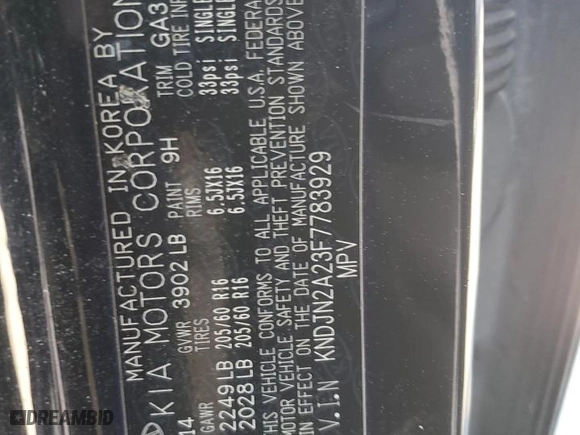 MANUFACTURED IN KOREA BY
KIA MOTORS CORPORATION
14 GVWR 3902 LB PAINT 9H TRIM GA3
GAWR TIRES RIMS COLD TIRE INF
2249 LB 205/60 R16 6.5JX16 33psi SINGLE
2028 LB 205/60 R16 6.5JX16 33psi SINGL
THIS VEHICLE CONFORMS TO ALL APPLICABLE U.S.A. FEDERA
MOTOR VEHICLE SAFETY AND THEFT PREVENTION STANDARDS
IN EFFECT ON THE DATE OF MANUFACTURE SHOWN ABOVE
V.I.N KNDJN2A23F7783929
MPV
DREAMBID